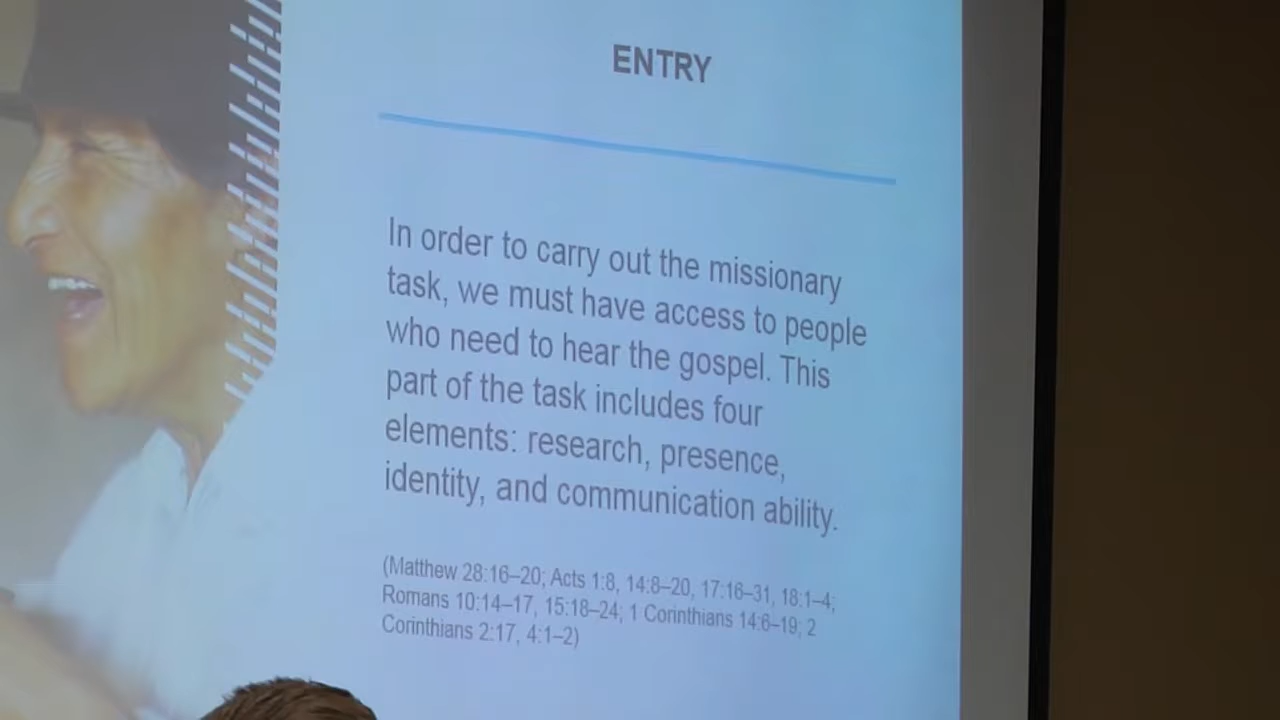 ENTRY
In order to carry out the missionary
task, we must have access to people
who need to hear the gospel. This
part of the task includes four
elements: research, presence,
identity, and communication ability.
(Matthew 28:16–20; Acts 1:8, 14:8–20, 17:16–31, 18:1–4;
Romans 10:14–17, 15:18–24; 1 Corinthians 14:6–19; 2
Corinthians 2:17, 4:1–2)